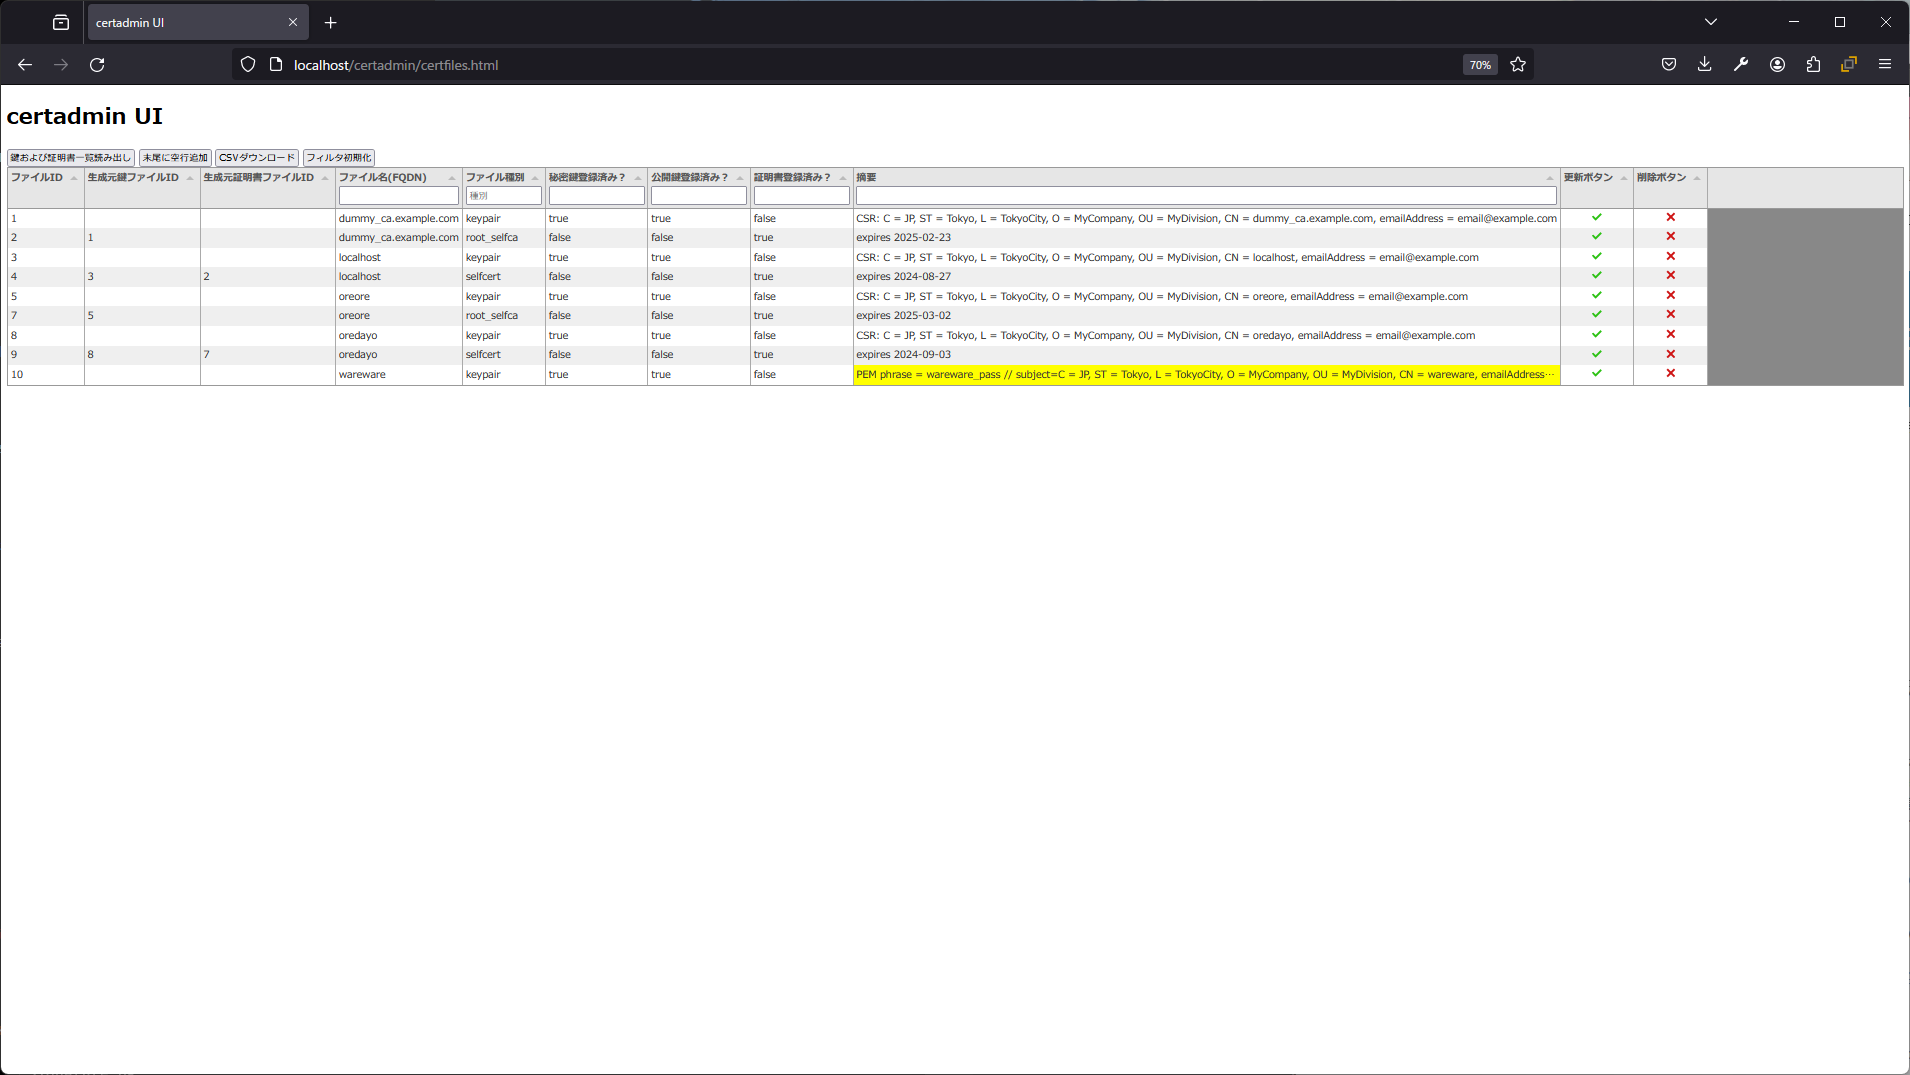 certadmin UI
localhost/certadmin/certfiles.html 70%
certadmin UI
鍵および証明書一覧読み出し 末尾に空行追加 CSVダウンロード フィルタ初期化
ファイルID 生成元鍵ファイルID 生成元証明書ファイルID ファイル名(FQDN) ファイル種別 秘密鍵登録済み？ 公開鍵登録済み？ 証明書登録済み？ 摘要 更新ボタン 削除ボタン
種別
1 dummy_ca.example.com keypair true true false CSR: C = JP, ST = Tokyo, L = TokyoCity, O = MyCompany, OU = MyDivision, CN = dummy_ca.example.com, emailAddress = email@example.com
2 1 dummy_ca.example.com root_selfca false false true expires 2025-02-23
3 localhost keypair true true false CSR: C = JP, ST = Tokyo, L = TokyoCity, O = MyCompany, OU = MyDivision, CN = localhost, emailAddress = email@example.com
4 3 2 localhost selfcert false false true expires 2024-08-27
5 oreore keypair true true false CSR: C = JP, ST = Tokyo, L = TokyoCity, O = MyCompany, OU = MyDivision, CN = oreore, emailAddress = email@example.com
7 5 oreore root_selfca false false true expires 2025-03-02
8 oredayo keypair true true false CSR: C = JP, ST = Tokyo, L = TokyoCity, O = MyCompany, OU = MyDivision, CN = oredayo, emailAddress = email@example.com
9 8 7 oredayo selfcert false false true expires 2024-09-03
10 wareware keypair true true false PEM phrase = wareware_pass // subject=C = JP, ST = Tokyo, L = TokyoCity, O = MyCompany, OU = MyDivision, CN = wareware, emailAddress…